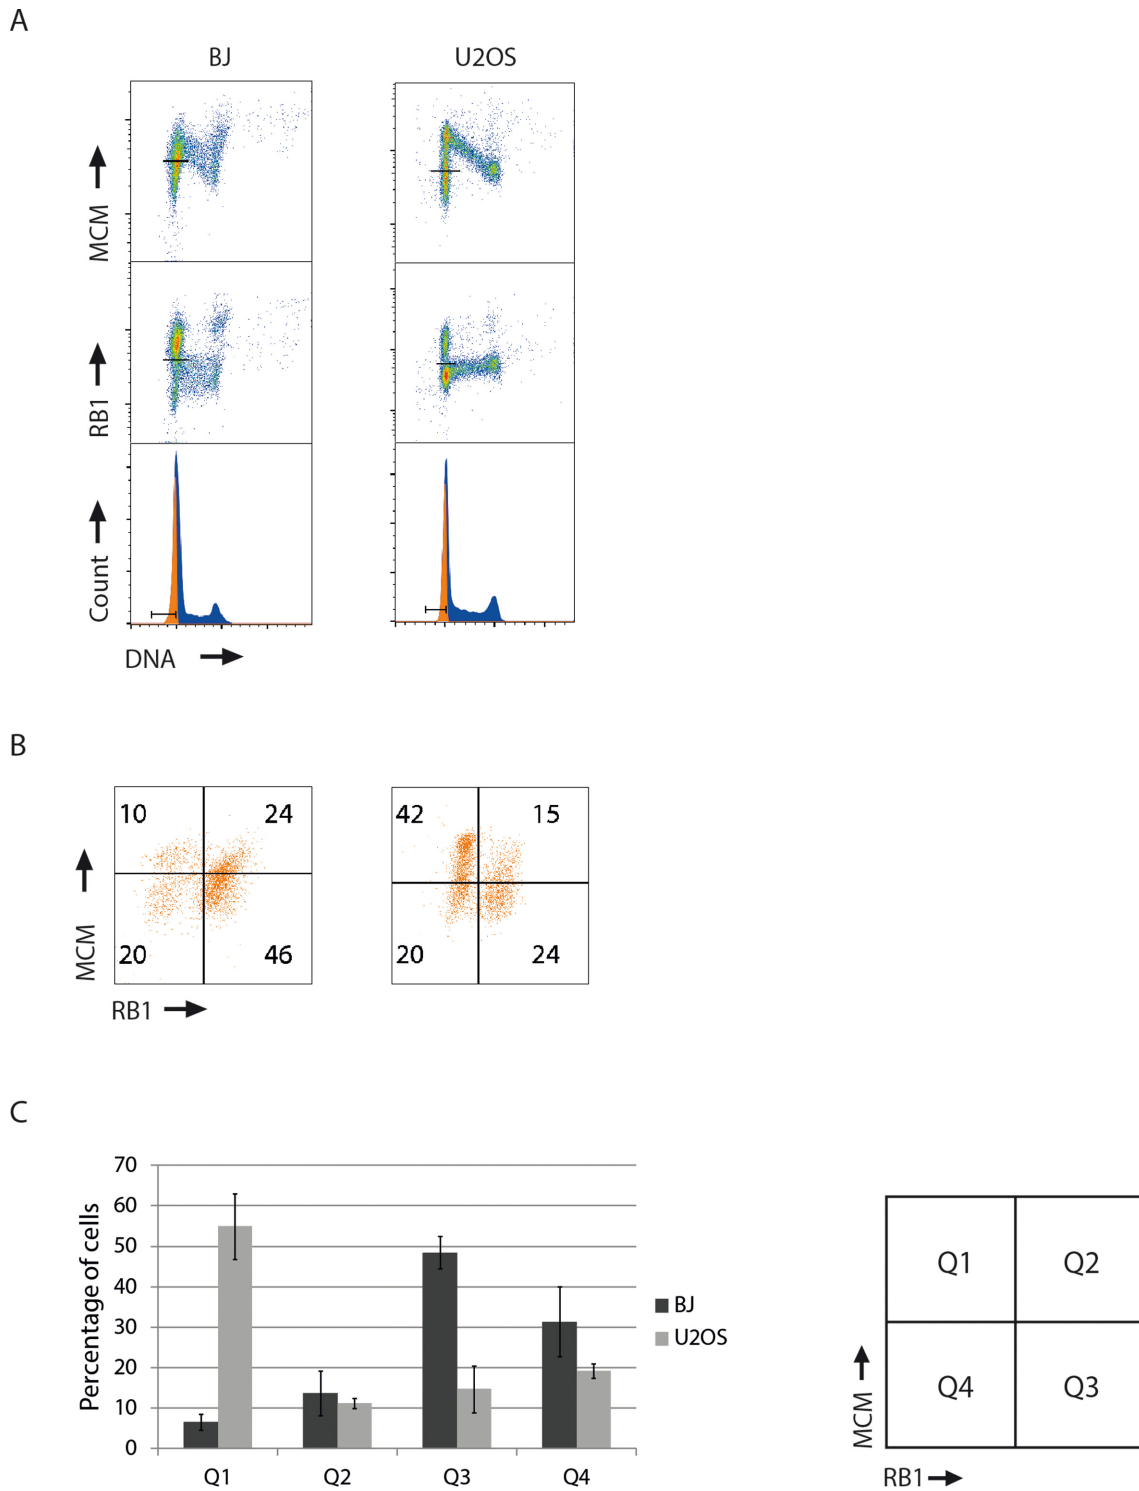 A
BJ
U2OS
MCM
RB1
Count
DNA
B
10
24
20
46
42
15
20
24
MCM
RB1
C
70
60
50
40
30
20
10
0
Percentage of cells
Q1
Q2
Q3
Q4
BJ
U2OS
Q1
Q2
Q4
Q3
MCM
RB1